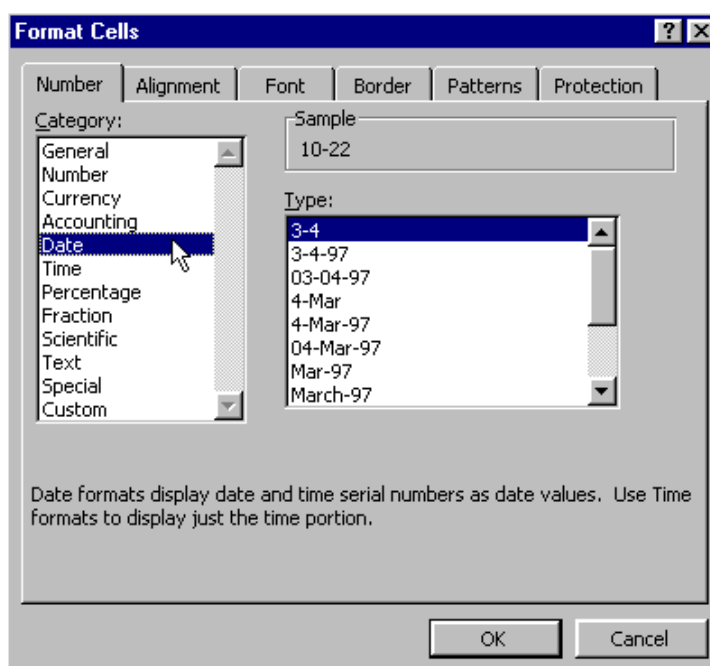 Format Cells
Number Alignment Font Border Patterns Protection
Category:
General
Number
Currency
Accounting
Date
Time
Percentage
Fraction
Scientific
Text
Special
Custom
Sample
10-22
Type:
3-4
3-4-97
03-04-97
4-Mar
4-Mar-97
04-Mar-97
Mar-97
March-97
Date formats display date and time serial numbers as date values. Use Time
formats to display just the time portion.
OK Cancel